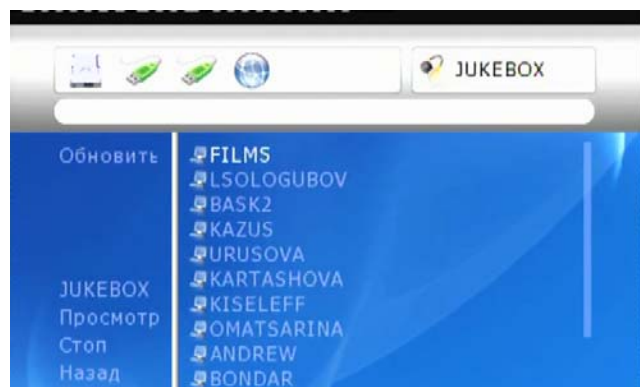 JUKEBOX
Обновить
FILMS
LSOLOGUBOV
BASK2
KAZUS
URUSOVA
KARTASHOVA
KISELEFF
OMATSARINA
ANDREW
BONDAR
JUKEBOX
Просмотр
Стоп
Назад